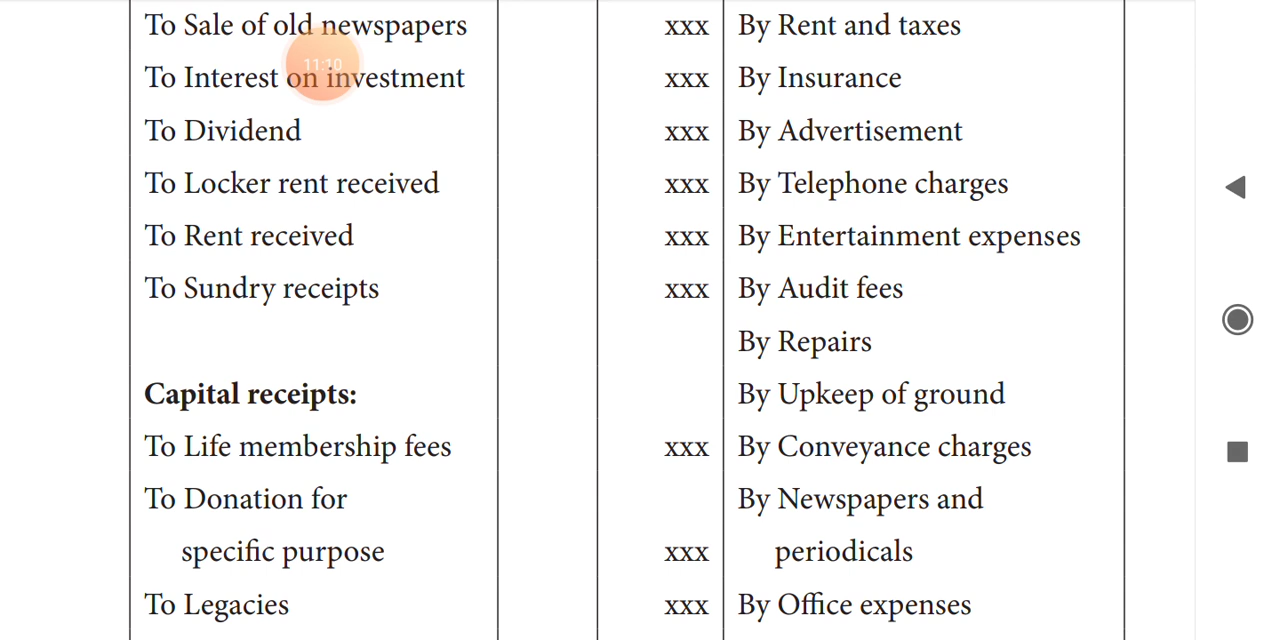 To Sale of old newspapers xxx By Rent and taxes
11:10
To Interest on investment xxx By Insurance
To Dividend xxx By Advertisement
To Locker rent received xxx By Telephone charges
To Rent received xxx By Entertainment expenses
To Sundry receipts xxx By Audit fees
By Repairs
Capital receipts: By Upkeep of ground
To Life membership fees xxx By Conveyance charges
To Donation for By Newspapers and
specific purpose xxx periodicals
To Legacies xxx By Office expenses